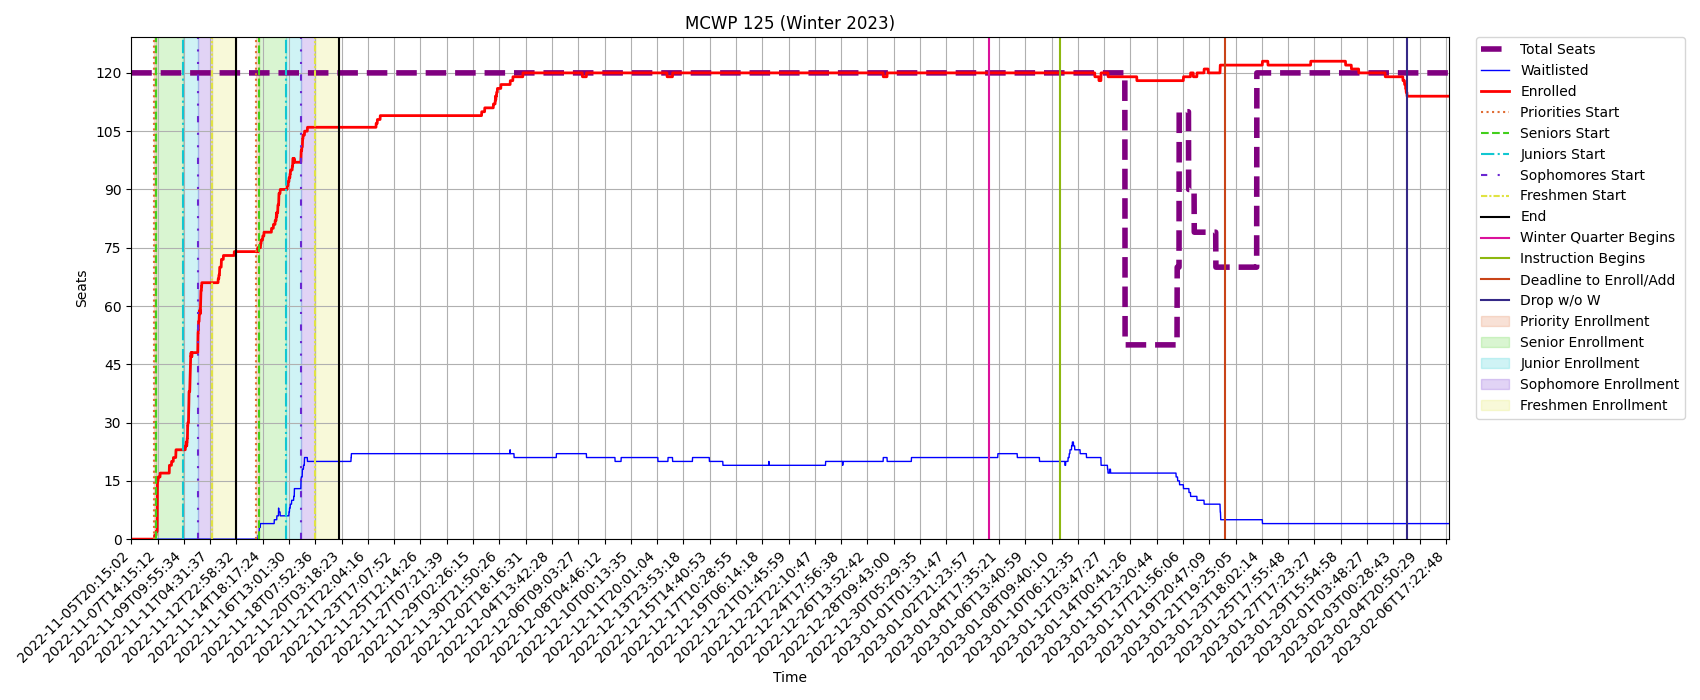 MCWP 125 (Winter 2023)
Seats
120
105
90
75
60
45
30
15
0
2022-11-05T20:15:02
2022-11-07T14:15:12
2022-11-09T09:55:34
2022-11-11T04:31:37
2022-11-12T22:58:32
2022-11-14T18:17:24
2022-11-16T13:01:30
2022-11-18T07:52:36
2022-11-20T03:18:23
2022-11-21T22:04:16
2022-11-23T17:07:52
2022-11-25T12:14:26
2022-11-27T07:21:39
2022-11-29T02:26:15
2022-11-30T21:50:26
2022-12-02T18:16:31
2022-12-04T13:42:28
2022-12-06T09:03:27
2022-12-08T04:46:12
2022-12-10T00:13:35
2022-12-11T20:01:04
2022-12-13T23:53:18
2022-12-15T14:40:53
2022-12-17T10:28:55
2022-12-19T06:14:18
2022-12-21T01:45:59
2022-12-22T22:10:47
2022-12-24T17:56:38
2022-12-26T13:52:42
2022-12-28T09:43:00
2022-12-30T05:29:35
2023-01-01T01:31:47
2023-01-02T21:23:57
2023-01-04T17:35:21
2023-01-06T13:40:59
2023-01-08T09:40:10
2023-01-10T06:12:35
2023-01-12T03:47:27
2023-01-14T00:41:26
2023-01-15T23:20:44
2023-01-17T21:56:06
2023-01-19T20:47:09
2023-01-21T19:25:05
2023-01-23T18:02:14
2023-01-25T17:55:48
2023-01-27T17:23:27
2023-01-29T15:54:58
2023-02-01T03:48:27
2023-02-03T00:28:43
2023-02-04T20:50:29
2023-02-06T17:22:48
Time
Total Seats
Waitlisted
Enrolled
Priorities Start
Seniors Start
Juniors Start
Sophomores Start
Freshmen Start
End
Winter Quarter Begins
Instruction Begins
Deadline to Enroll/Add
Drop w/o W
Priority Enrollment
Senior Enrollment
Junior Enrollment
Sophomore Enrollment
Freshmen Enrollment